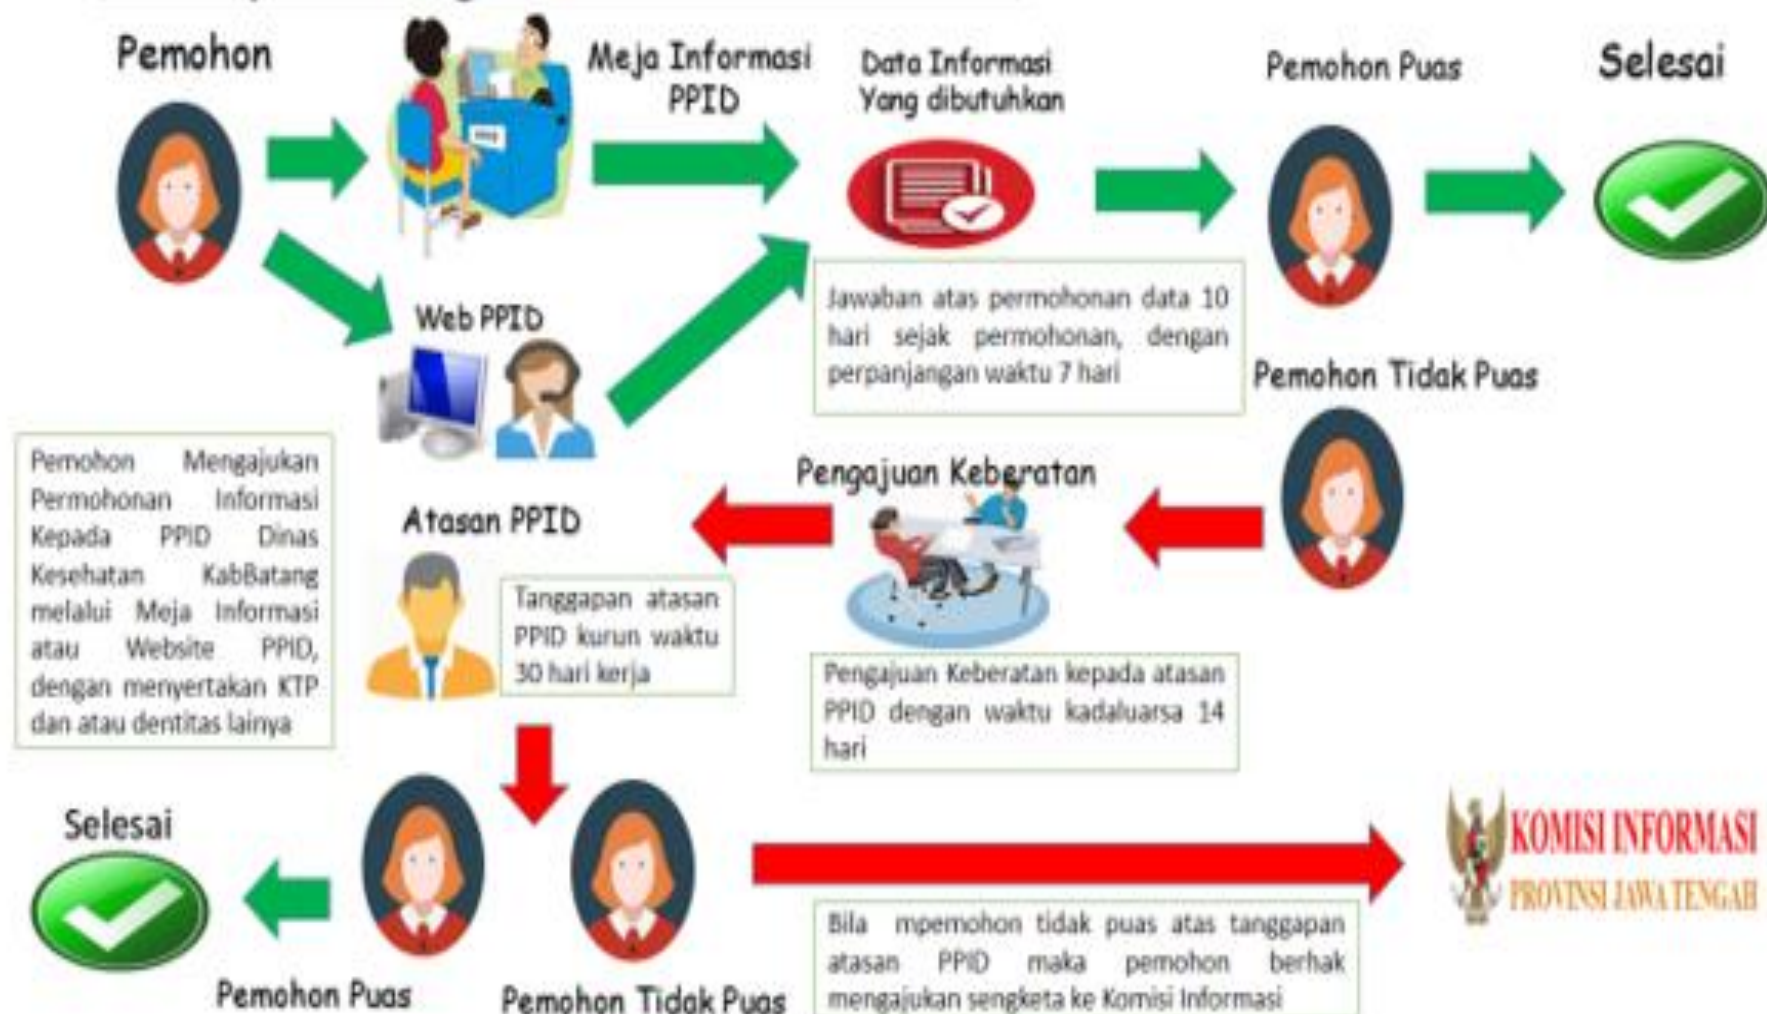 Pemohon
Meja Informasi
PPID
Data Informasi
Yang dibutuhkan
Pemohon Puas
Selesai
Web PPID
Jawaban atas permohonan data 10
hari sejak permohonan, dengan
perpanjangan waktu 7 hari
Pemohon Tidak Puas
Pemohon Mengajukan
Permohonan Informasi
Kepada PPID Dinas
Kesehatan KabBatang
melalui Meja Informasi
atau Website PPID,
dengan menyertakan KTP
dan atau dentitas lainya
Pengajuan Keberatan
Atasan PPID
Tanggapan atasan
PPID kurun waktu
30 hari kerja
Pengajuan Keberatan kepada atasan
PPID dengan waktu kadaluarsa 14
hari
Selesai
Pemohon Puas
Pemohon Tidak Puas
KOMISI INFORMASI
PROVINSI JAWA TENGAH
Bila mpemohon tidak puas atas tanggapan
atasan PPID maka pemohon berhak
mengajukan sengketa ke Komisi Informasi